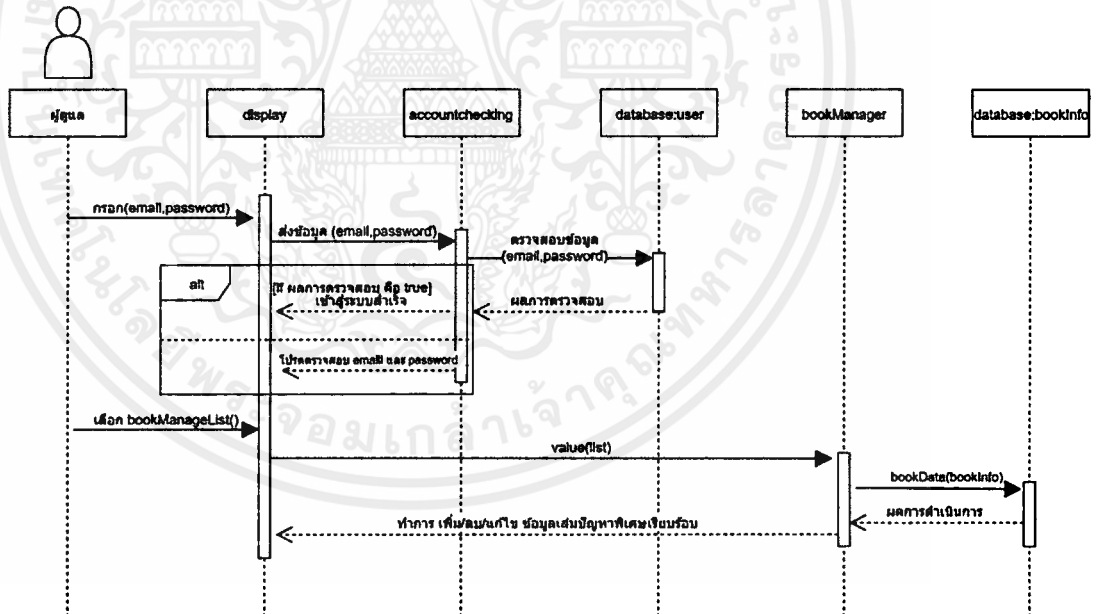 ผู้ดูแล
display
accountchecking
database:user
bookManager
database:bookInfo
กรอก(email,password)
ส่งข้อมูล (email,password)
ตรวจสอบข้อมูล
(email,password)
alt
[if ผลการตรวจสอบ คือ true]
เข้าสู่ระบบสำเร็จ
ผลการตรวจสอบ
โปรดตรวจสอบ email และ password
เลือก bookManageList()
value(list)
bookData(bookInfo)
ผลการดำเนินการ
ทำการ เพิ่ม/ลบ/แก้ไข ข้อมูลเล่มปัญหาพิเศษเรียบร้อบ